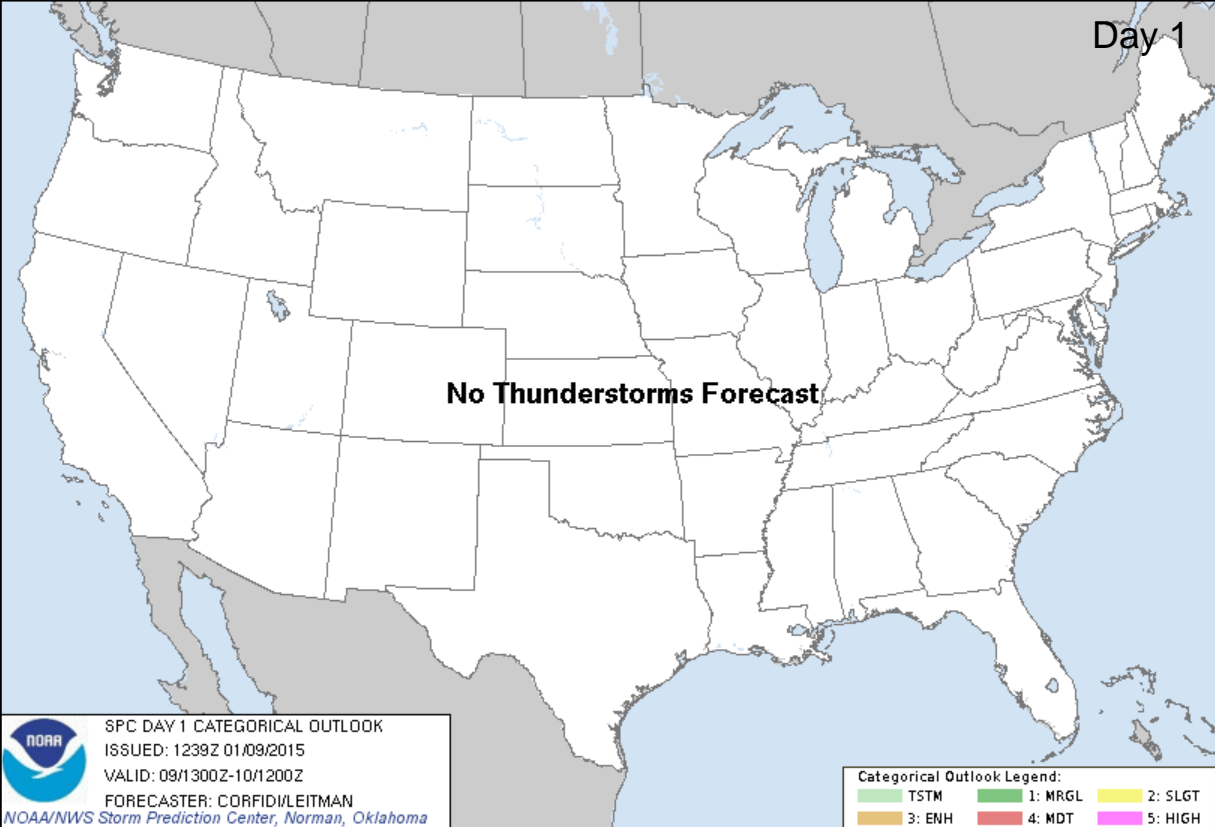 Day 1
No Thunderstorms Forecast
NOAA
SPC DAY 1 CATEGORICAL OUTLOOK
ISSUED: 1239Z 01/09/2015
VALID: 09/1300Z-10/1200Z
FORECASTER: CORFIDI/LEITMAN
NOAA/NWS Storm Prediction Center, Norman, Oklahoma
Categorical Outlook Legend:
TSTM 1: MRGL 2: SLGT
3: ENH 4: MDT 5: HIGH